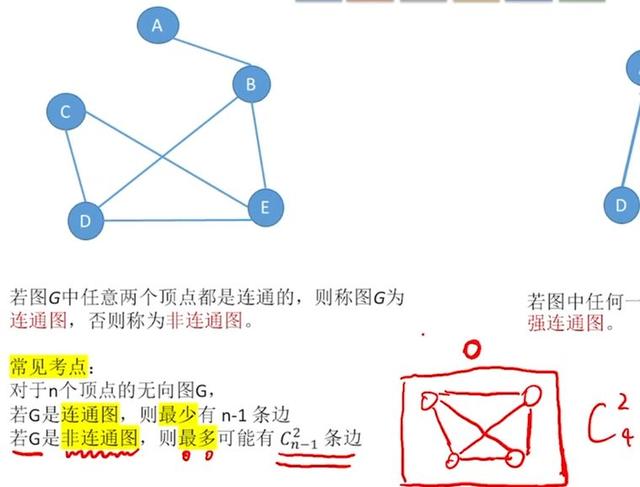 A
B
C
D
E
D
若图G中任意两个顶点都是连通的，则称图G为
连通图，否则称为非连通图。
若图中任何一
强连通图。
常见考点：
对于n个顶点的无向图G，
若G是连通图，则最少有 n-1 条边
若G是非连通图，则最多可能有 C²ₙ₋₁ 条边
C²₄